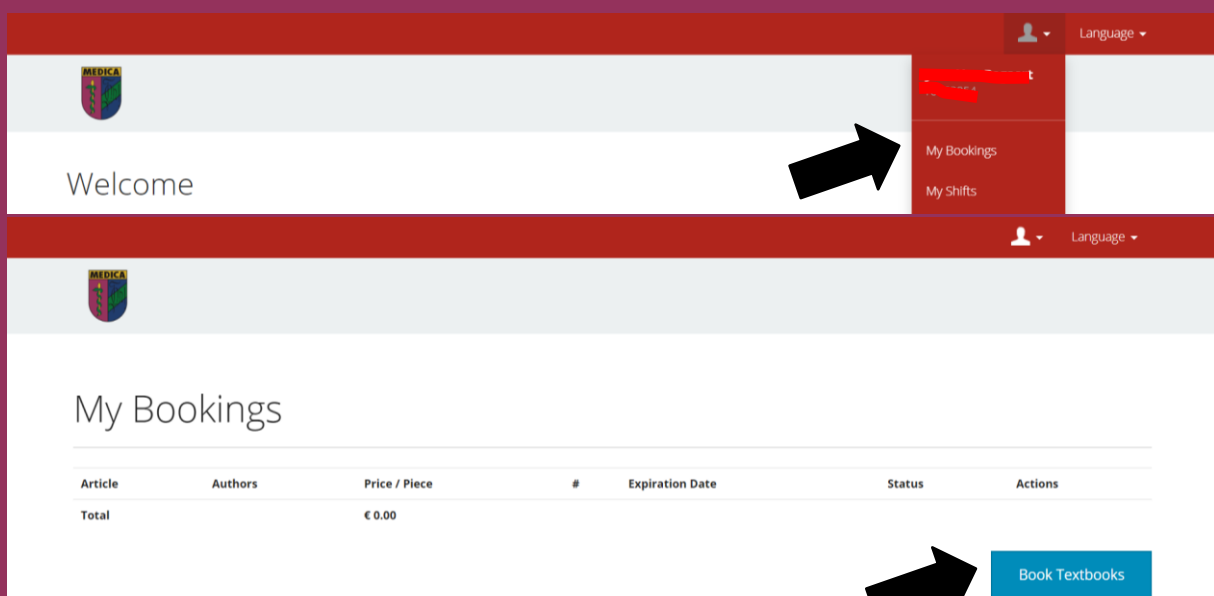 Language
MEDICA
My Bookings
Welcome
My Shifts
Language
MEDICA
My Bookings
Article Authors Price / Piece # Expiration Date Status Actions
Total € 0.00
Book Textbooks